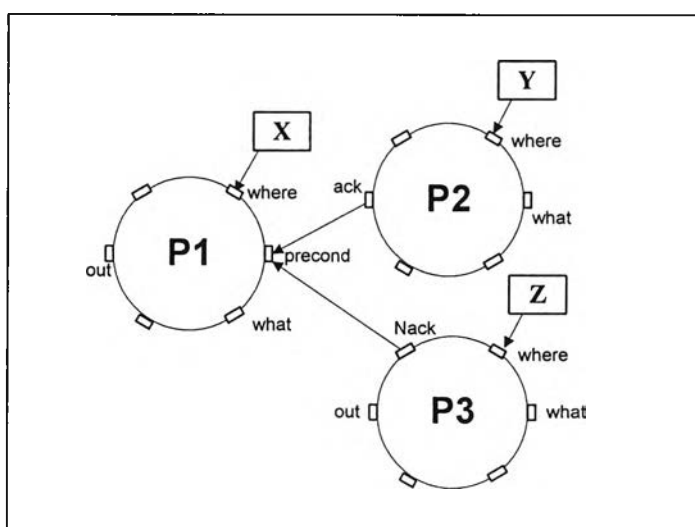 Y
X
where
ack
where
P2
what
P1
precond
out
Z
what
Nack
where
out
P3
what